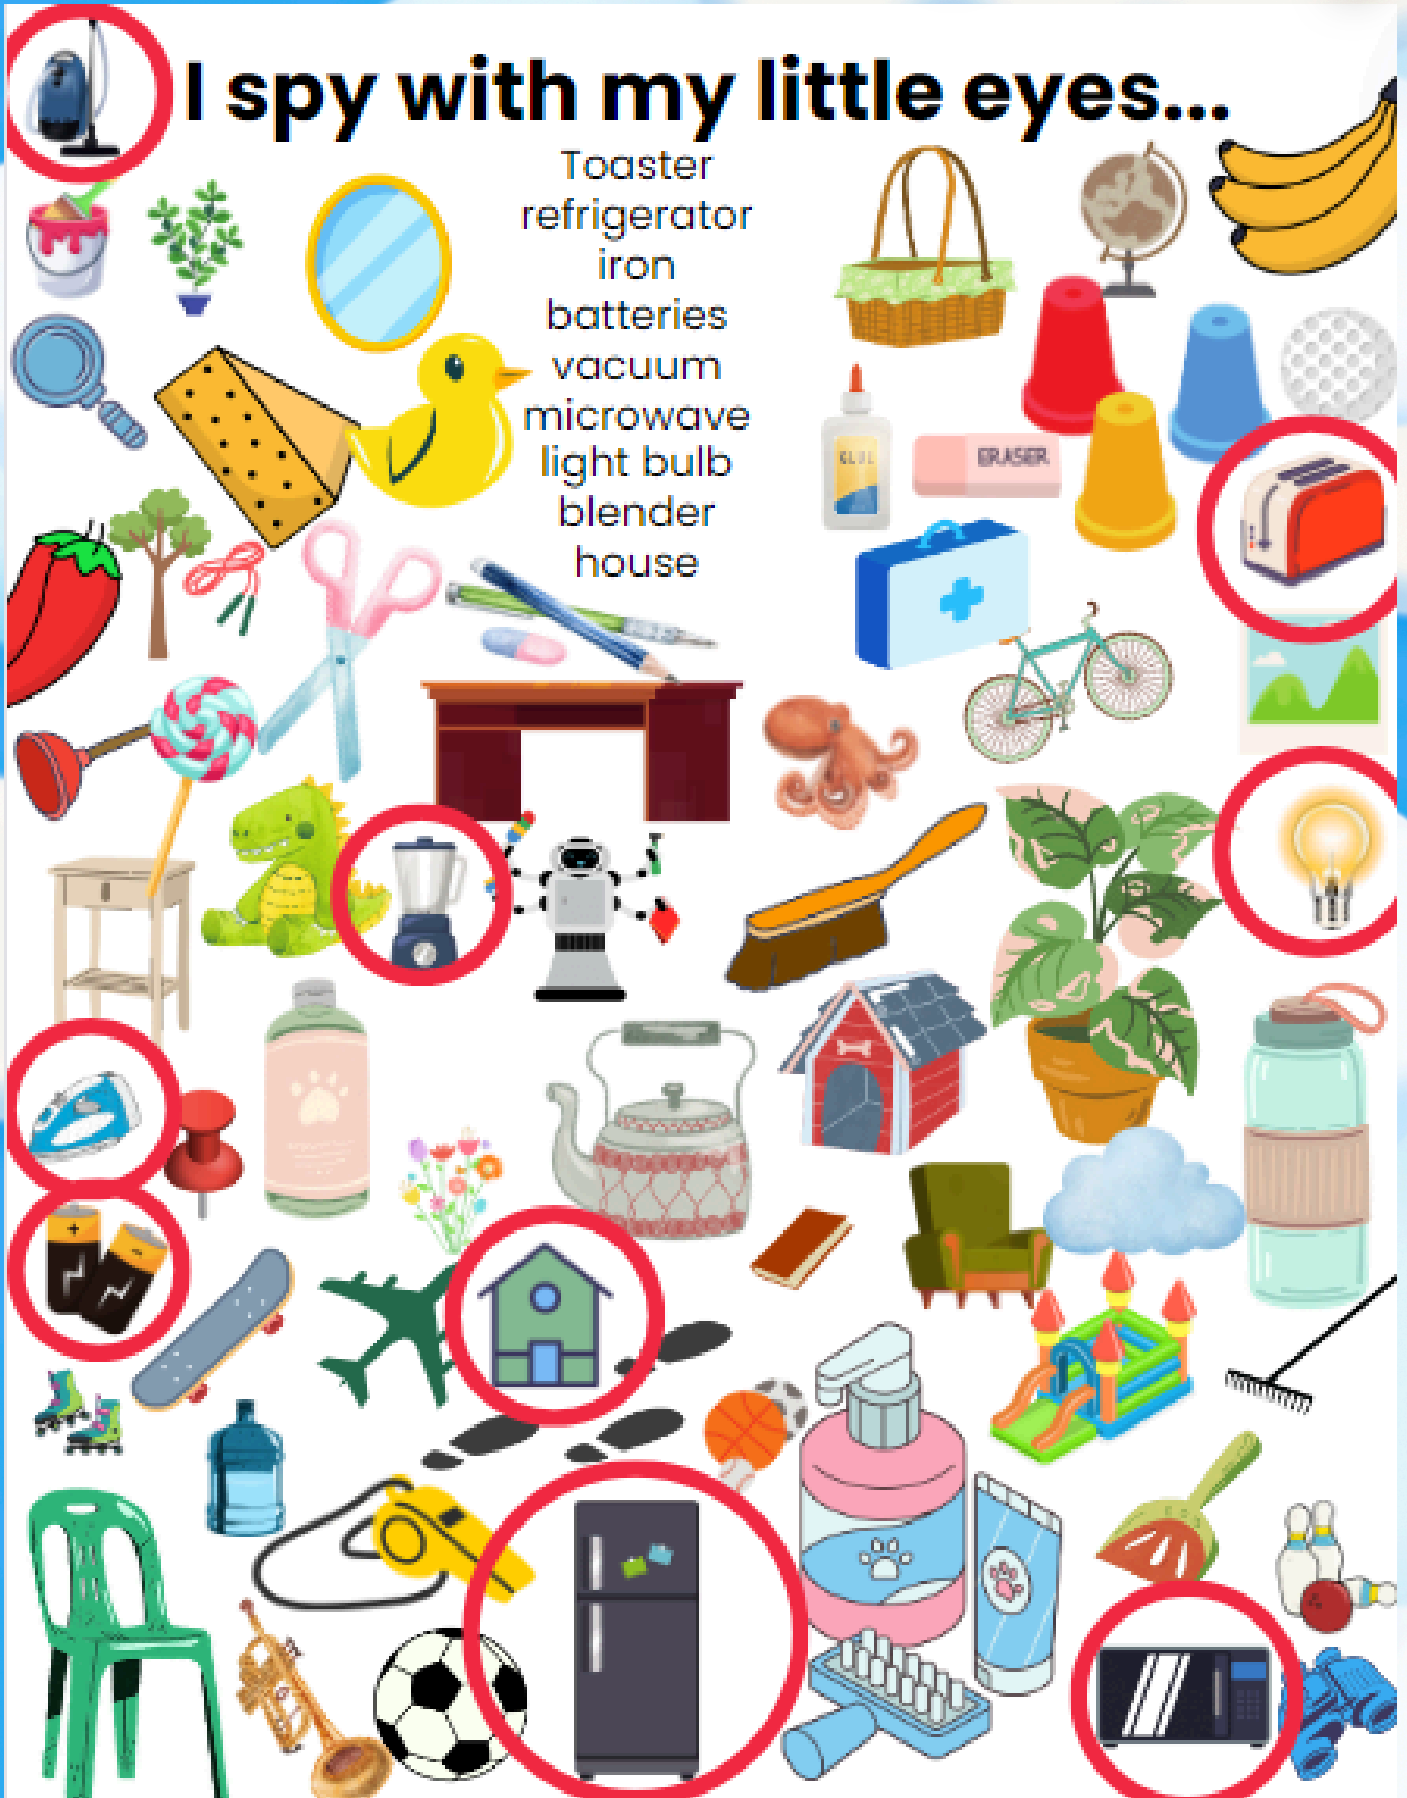 I spy with my little eyes...
Toaster
refrigerator
iron
batteries
vacuum
microwave
light bulb
blender
house
GLUE
ERASER